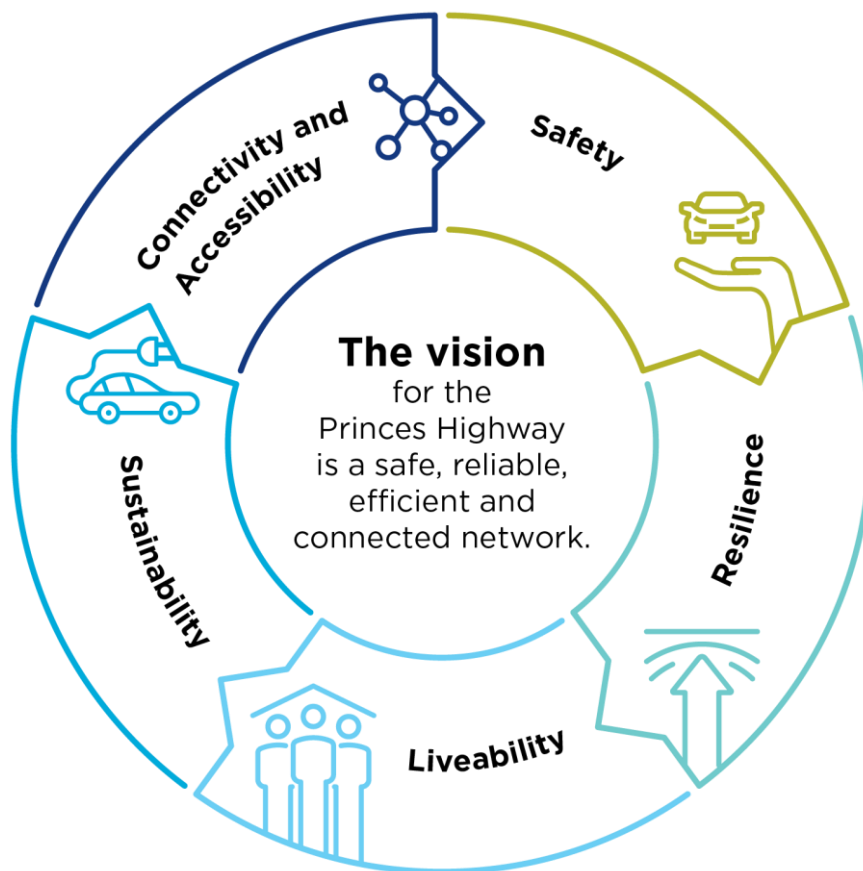 Connectivity and
Accessibility
Safety
The vision
for the
Princes Highway
is a safe, reliable,
efficient and
connected network.
Resilience
Sustainability
Liveability